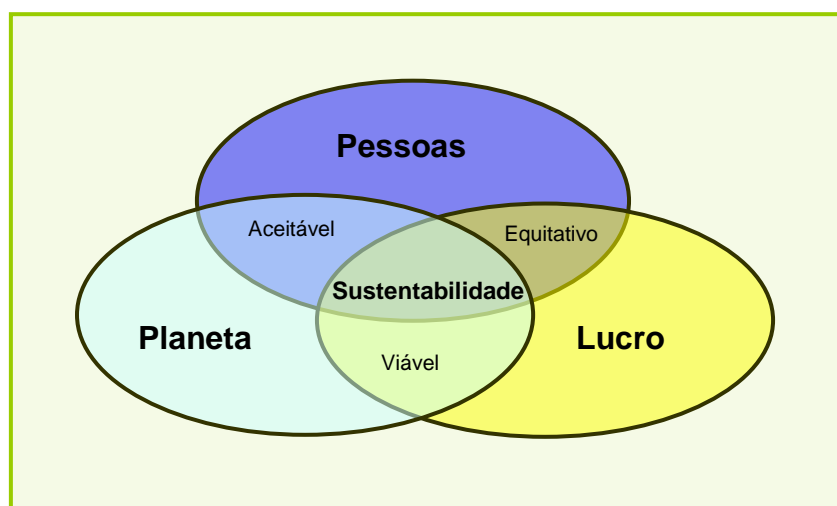 Pessoas
Aceitável
Equitativo
Sustentabilidade
Planeta
Lucro
Viável